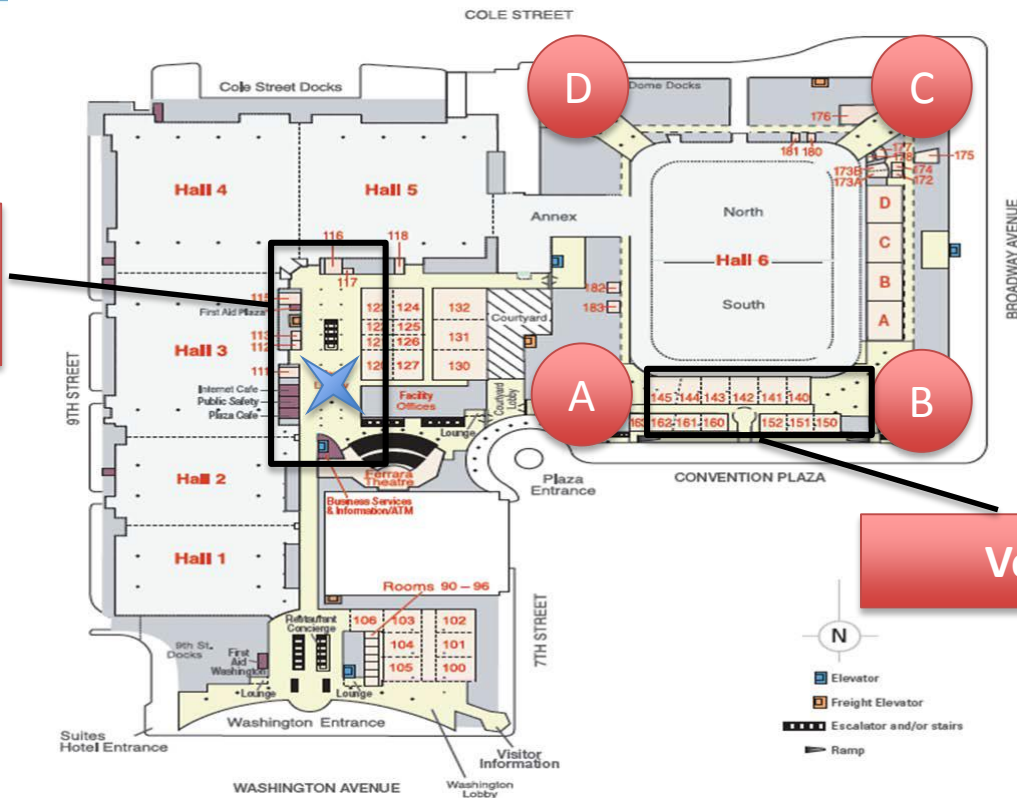 COLE STREET
D
C
Cole Street Docks
Dome Docks
176
181 180
177
178
175
173B
173A
174
172
Hall 4
Hall 5
Annex
North
Hall 6
South
D
C
B
A
BROADWAY AVENUE
116
118
117
115
First Aid Plaza
113
112
111
Internet Cafe
Public Safety
Plaza Cafe
Hall 3
9TH STREET
124
125
126
127
132
131
130
Courtyard
182
183
Facility
Offices
Courtyard
Lobby
Lounge
A
145 144 143 142 141 140
162 161 160
152 151 150
B
Ferrara
Theatre
Plaza
Entrance
CONVENTION PLAZA
Hall 2
Business Services
& Information/ATM
Hall 1
Rooms 90 – 96
7TH STREET
Restaurant
Concierge
106 103 102
104 101
105 100
9th St.
Docks
First
Aid
Washington
Lounge
Lounge
Washington Entrance
Suites
Hotel Entrance
Visitor
Information
Washington
Lobby
WASHINGTON AVENUE
N
Elevator
Freight Elevator
Escalator and/or stairs
Ramp